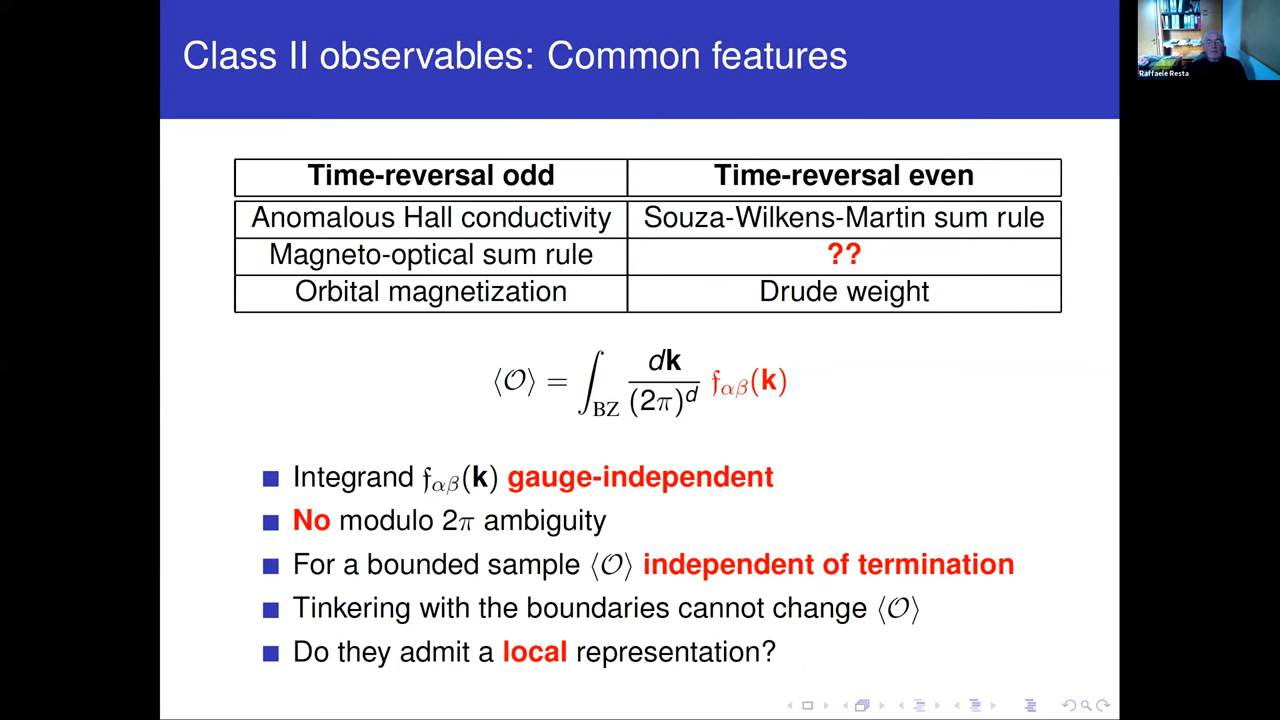 Class II observables: Common features
Raffaele Resta
Time-reversal odd Time-reversal even
Anomalous Hall conductivity Souza-Wilkens-Martin sum rule
Magneto-optical sum rule ??
Orbital magnetization Drude weight
⟨𝒪⟩ = ∫_BZ d𝐤/(2π)^d 𝔣_αβ(𝐤)
Integrand 𝔣_αβ(𝐤) gauge-independent
No modulo 2π ambiguity
For a bounded sample ⟨𝒪⟩ independent of termination
Tinkering with the boundaries cannot change ⟨𝒪⟩
Do they admit a local representation?